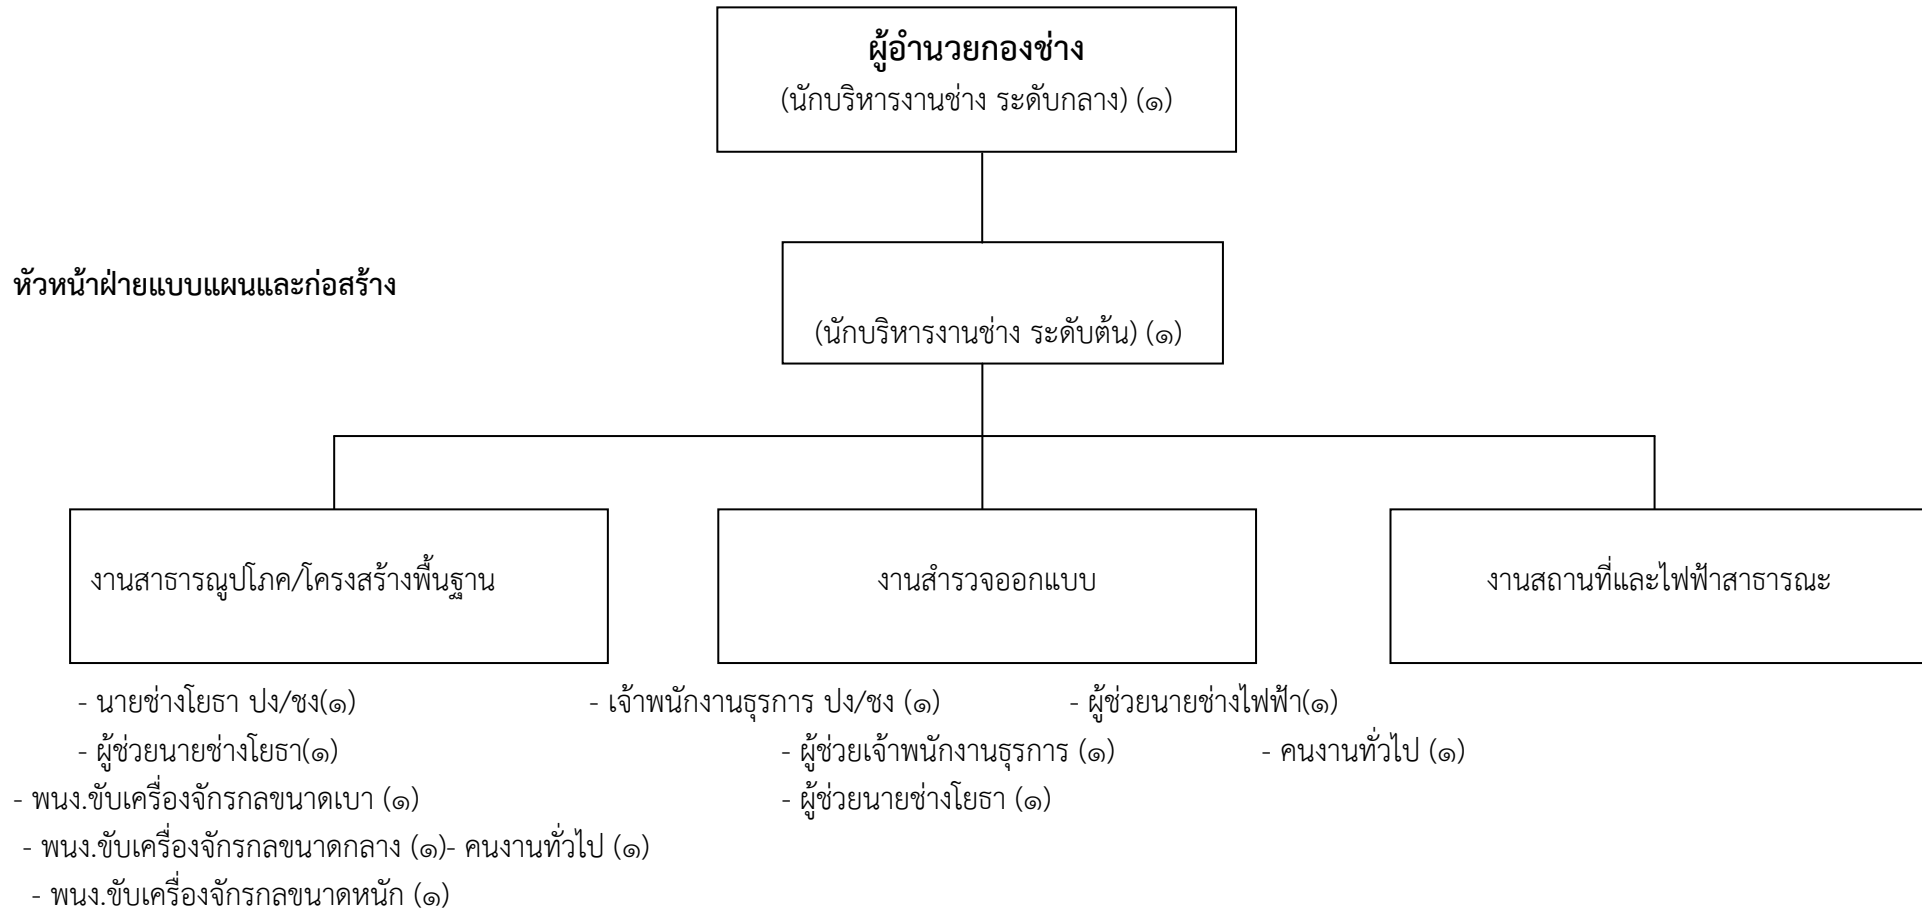 ผู้อำนวยกองช่าง
(นักบริหารงานช่าง ระดับกลาง) (๑)
หัวหน้าฝ่ายแบบแผนและก่อสร้าง
(นักบริหารงานช่าง ระดับต้น) (๑)
งานสาธารณูปโภค/โครงสร้างพื้นฐาน
งานสำรวจออกแบบ
งานสถานที่และไฟฟ้าสาธารณะ
- นายช่างโยธา ปง/ชง(๑) - เจ้าพนักงานธุรการ ปง/ชง (๑) - ผู้ช่วยนายช่างไฟฟ้า(๑)
- ผู้ช่วยนายช่างโยธา(๑) - ผู้ช่วยเจ้าพนักงานธุรการ (๑) - คนงานทั่วไป (๑)
- พนง.ขับเครื่องจักรกลขนาดเบา (๑) - ผู้ช่วยนายช่างโยธา (๑)
- พนง.ขับเครื่องจักรกลขนาดกลาง (๑)- คนงานทั่วไป (๑)
- พนง.ขับเครื่องจักรกลขนาดหนัก (๑)